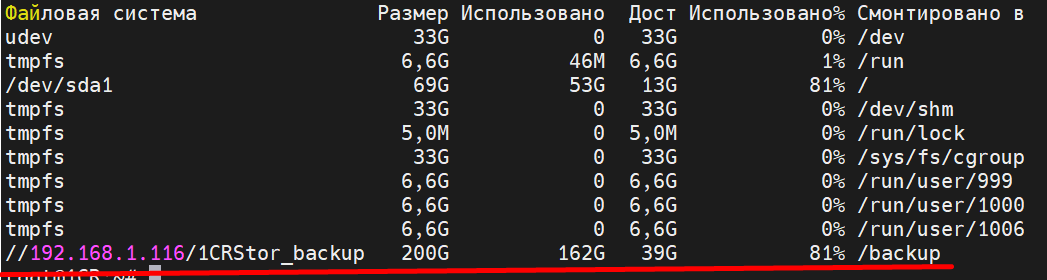 Файловая система Размер Использовано Дост Использовано% Смонтировано в
udev 33G 0 33G 0% /dev
tmpfs 6,6G 46M 6,6G 1% /run
/dev/sda1 69G 53G 13G 81% /
tmpfs 33G 0 33G 0% /dev/shm
tmpfs 5,0M 0 5,0M 0% /run/lock
tmpfs 33G 0 33G 0% /sys/fs/cgroup
tmpfs 6,6G 0 6,6G 0% /run/user/999
tmpfs 6,6G 0 6,6G 0% /run/user/1000
tmpfs 6,6G 0 6,6G 0% /run/user/1006
//192.168.1.116/1CRStor_backup 200G 162G 39G 81% /backup